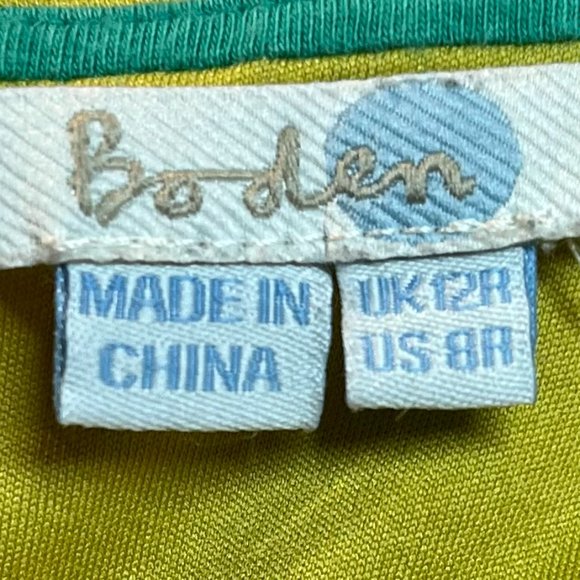 Boden
MADE IN
CHINA
UK12R
US 8R